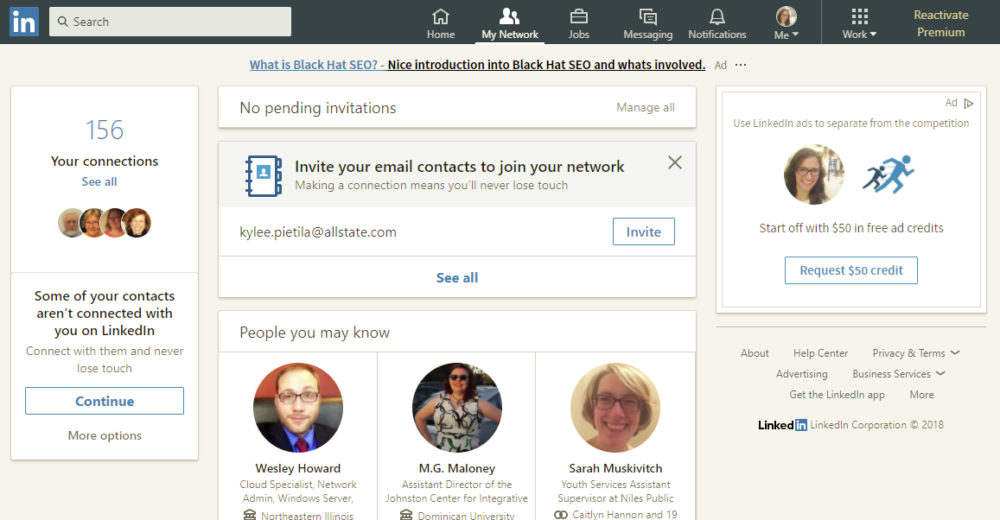 in
Search
Home
My Network
Jobs
Messaging
Notifications
Me
Work
Reactivate
Premium
What is Black Hat SEO? - Nice introduction into Black Hat SEO and whats involved. Ad ...
156
Your connections
See all
Some of your contacts
aren't connected with
you on LinkedIn
Connect with them and never
lose touch
Continue
More options
No pending invitations
Manage all
Invite your email contacts to join your network
Making a connection means you'll never lose touch
kylee.pietila@allstate.com
Invite
See all
People you may know
Wesley Howard
Cloud Specialist, Network
Admin, Windows Server,
Northeastern Illinois
M.G. Maloney
Assistant Director of the
Johnston Center for Integrative
Dominican University
Sarah Muskivitch
Youth Services Assistant
Supervisor at Niles Public
Caitlyn Hannon and 19
Ad
Use LinkedIn ads to separate from the competition
Start off with $50 in free ad credits
Request $50 credit
About Help Center Privacy & Terms
Advertising Business Services
Get the LinkedIn app More
Linkedin LinkedIn Corporation © 2018